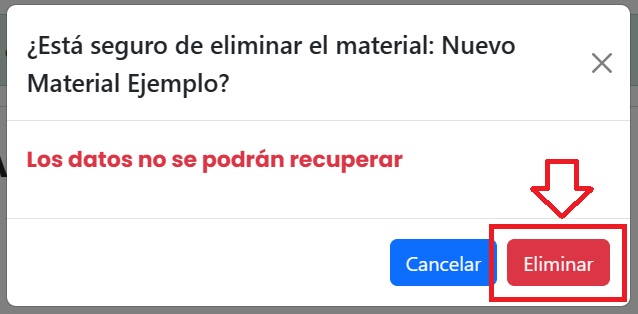 ¿Está seguro de eliminar el material: Nuevo
Material Ejemplo?
Los datos no se podrán recuperar
Cancelar
Eliminar